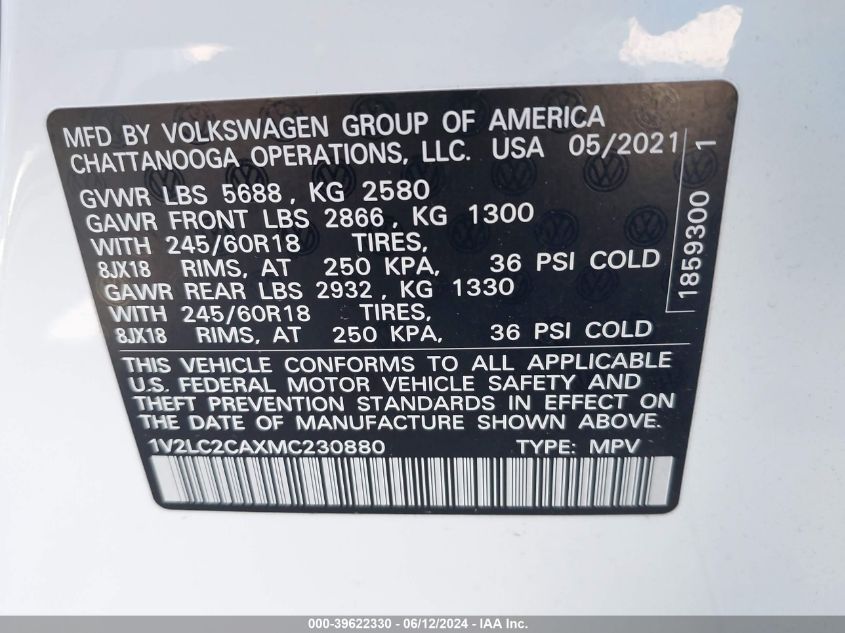 MFD BY VOLKSWAGEN GROUP OF AMERICA
CHATTANOOGA OPERATIONS, LLC. USA 05/2021
GVWR LBS 5688, KG 2580
GAWR FRONT LBS 2866, KG 1300
WITH 245/60R18 TIRES,
8JX18 RIMS, AT 250 KPA, 36 PSI COLD
GAWR REAR LBS 2932, KG 1330
WITH 245/60R18 TIRES,
8JX18 RIMS, AT 250 KPA, 36 PSI COLD
1859300 1
THIS VEHICLE CONFORMS TO ALL APPLICABLE
U.S. FEDERAL MOTOR VEHICLE SAFETY AND
THEFT PREVENTION STANDARDS IN EFFECT ON
THE DATE OF MANUFACTURE SHOWN ABOVE.
1V2LC2CAXMC230880 TYPE: MPV
000-39622330 - 06/12/2024 - IAA Inc.